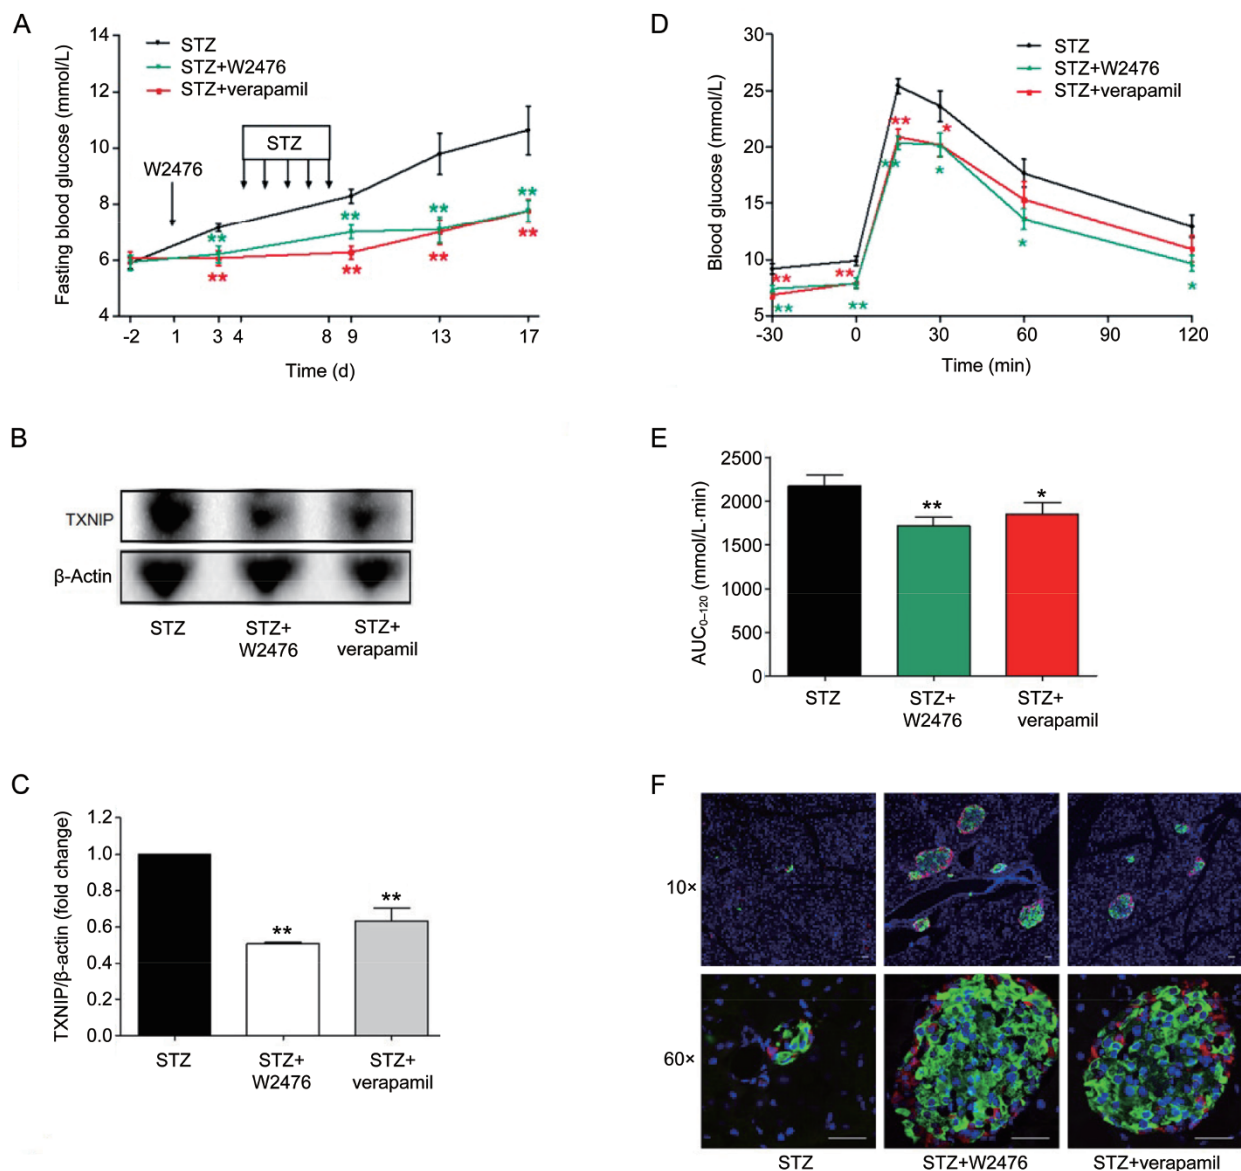 A
Fasting blood glucose (mmol/L)
14
12
10
8
6
4
STZ
STZ+W2476
STZ+verapamil
STZ
W2476
**
**
**
**
**
**
**
**
-2
1
3
4
8
9
13
17
Time (d)
D
Blood glucose (mmol/L)
30
25
20
15
10
5
STZ
STZ+W2476
STZ+verapamil
**
*
**
*
**
**
*
*
**
**
-30
0
30
60
90
120
Time (min)
B
TXNIP
β-Actin
STZ
STZ+
W2476
STZ+
verapamil
E
AUC0–120 (mmol/L·min)
2500
2000
1500
1000
500
0
**
*
STZ
STZ+
W2476
STZ+
verapamil
C
TXNIP/β-actin (fold change)
1.2
1.0
0.8
0.6
0.4
0.2
0.0
**
**
STZ
STZ+
W2476
STZ+
verapamil
F
10×
60×
STZ
STZ+W2476
STZ+verapamil